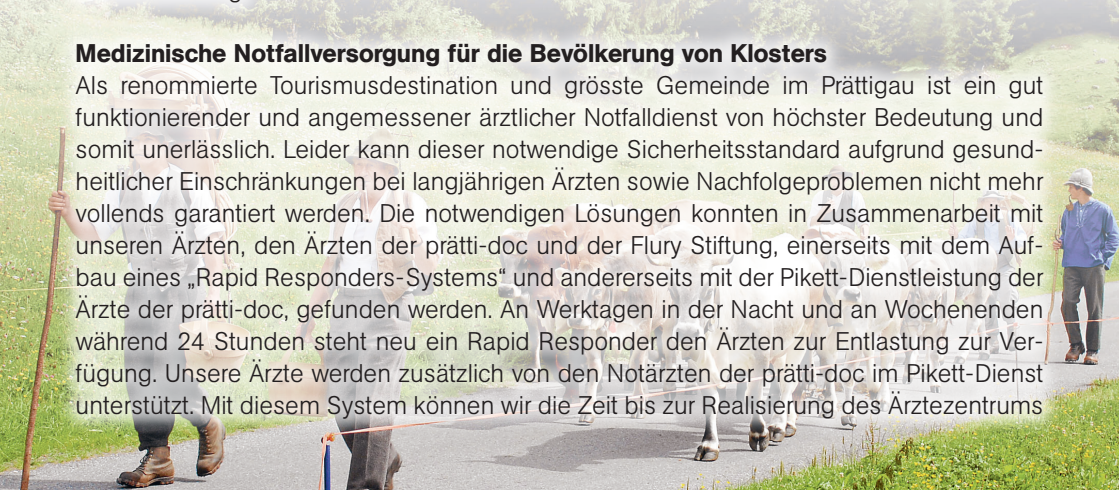 Medizinische Notfallversorgung für die Bevölkerung von Klosters
Als renommierte Tourismusdestination und grösste Gemeinde im Prättigau ist ein gut
funktionierender und angemessener ärztlicher Notfalldienst von höchster Bedeutung und
somit unerlässlich. Leider kann dieser notwendige Sicherheitsstandard aufgrund gesund-
heitlicher Einschränkungen bei langjährigen Ärzten sowie Nachfolgeproblemen nicht mehr
vollends garantiert werden. Die notwendigen Lösungen konnten in Zusammenarbeit mit
unseren Ärzten, den Ärzten der prätti-doc und der Flury Stiftung, einerseits mit dem Auf-
bau eines „Rapid Responders-Systems“ und andererseits mit der Pikett-Dienstleistung der
Ärzte der prätti-doc, gefunden werden. An Werktagen in der Nacht und an Wochenenden
während 24 Stunden steht neu ein Rapid Responder den Ärzten zur Entlastung zur Ver-
fügung. Unsere Ärzte werden zusätzlich von den Notärzten der prätti-doc im Pikett-Dienst
unterstützt. Mit diesem System können wir die Zeit bis zur Realisierung des Ärztezentrums